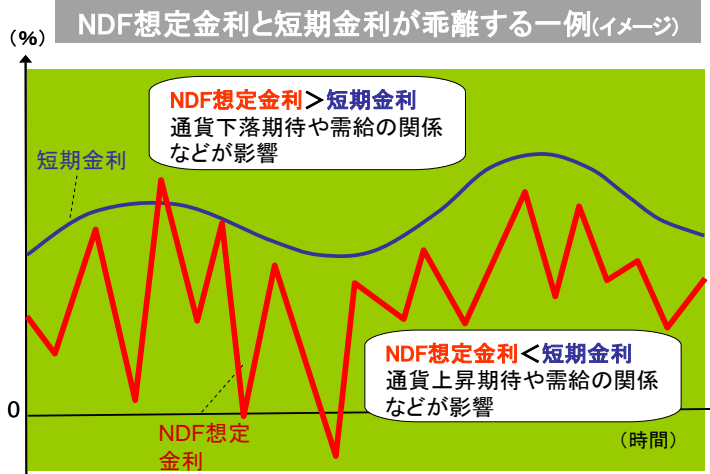 NDF想定金利と短期金利が乖離する一例(イメージ)
(%)
NDF想定金利>短期金利
通貨下落期待や需給の関係
などが影響
短期金利
NDF想定金利<短期金利
通貨上昇期待や需給の関係
などが影響
0
NDF想定
金利
(時間)